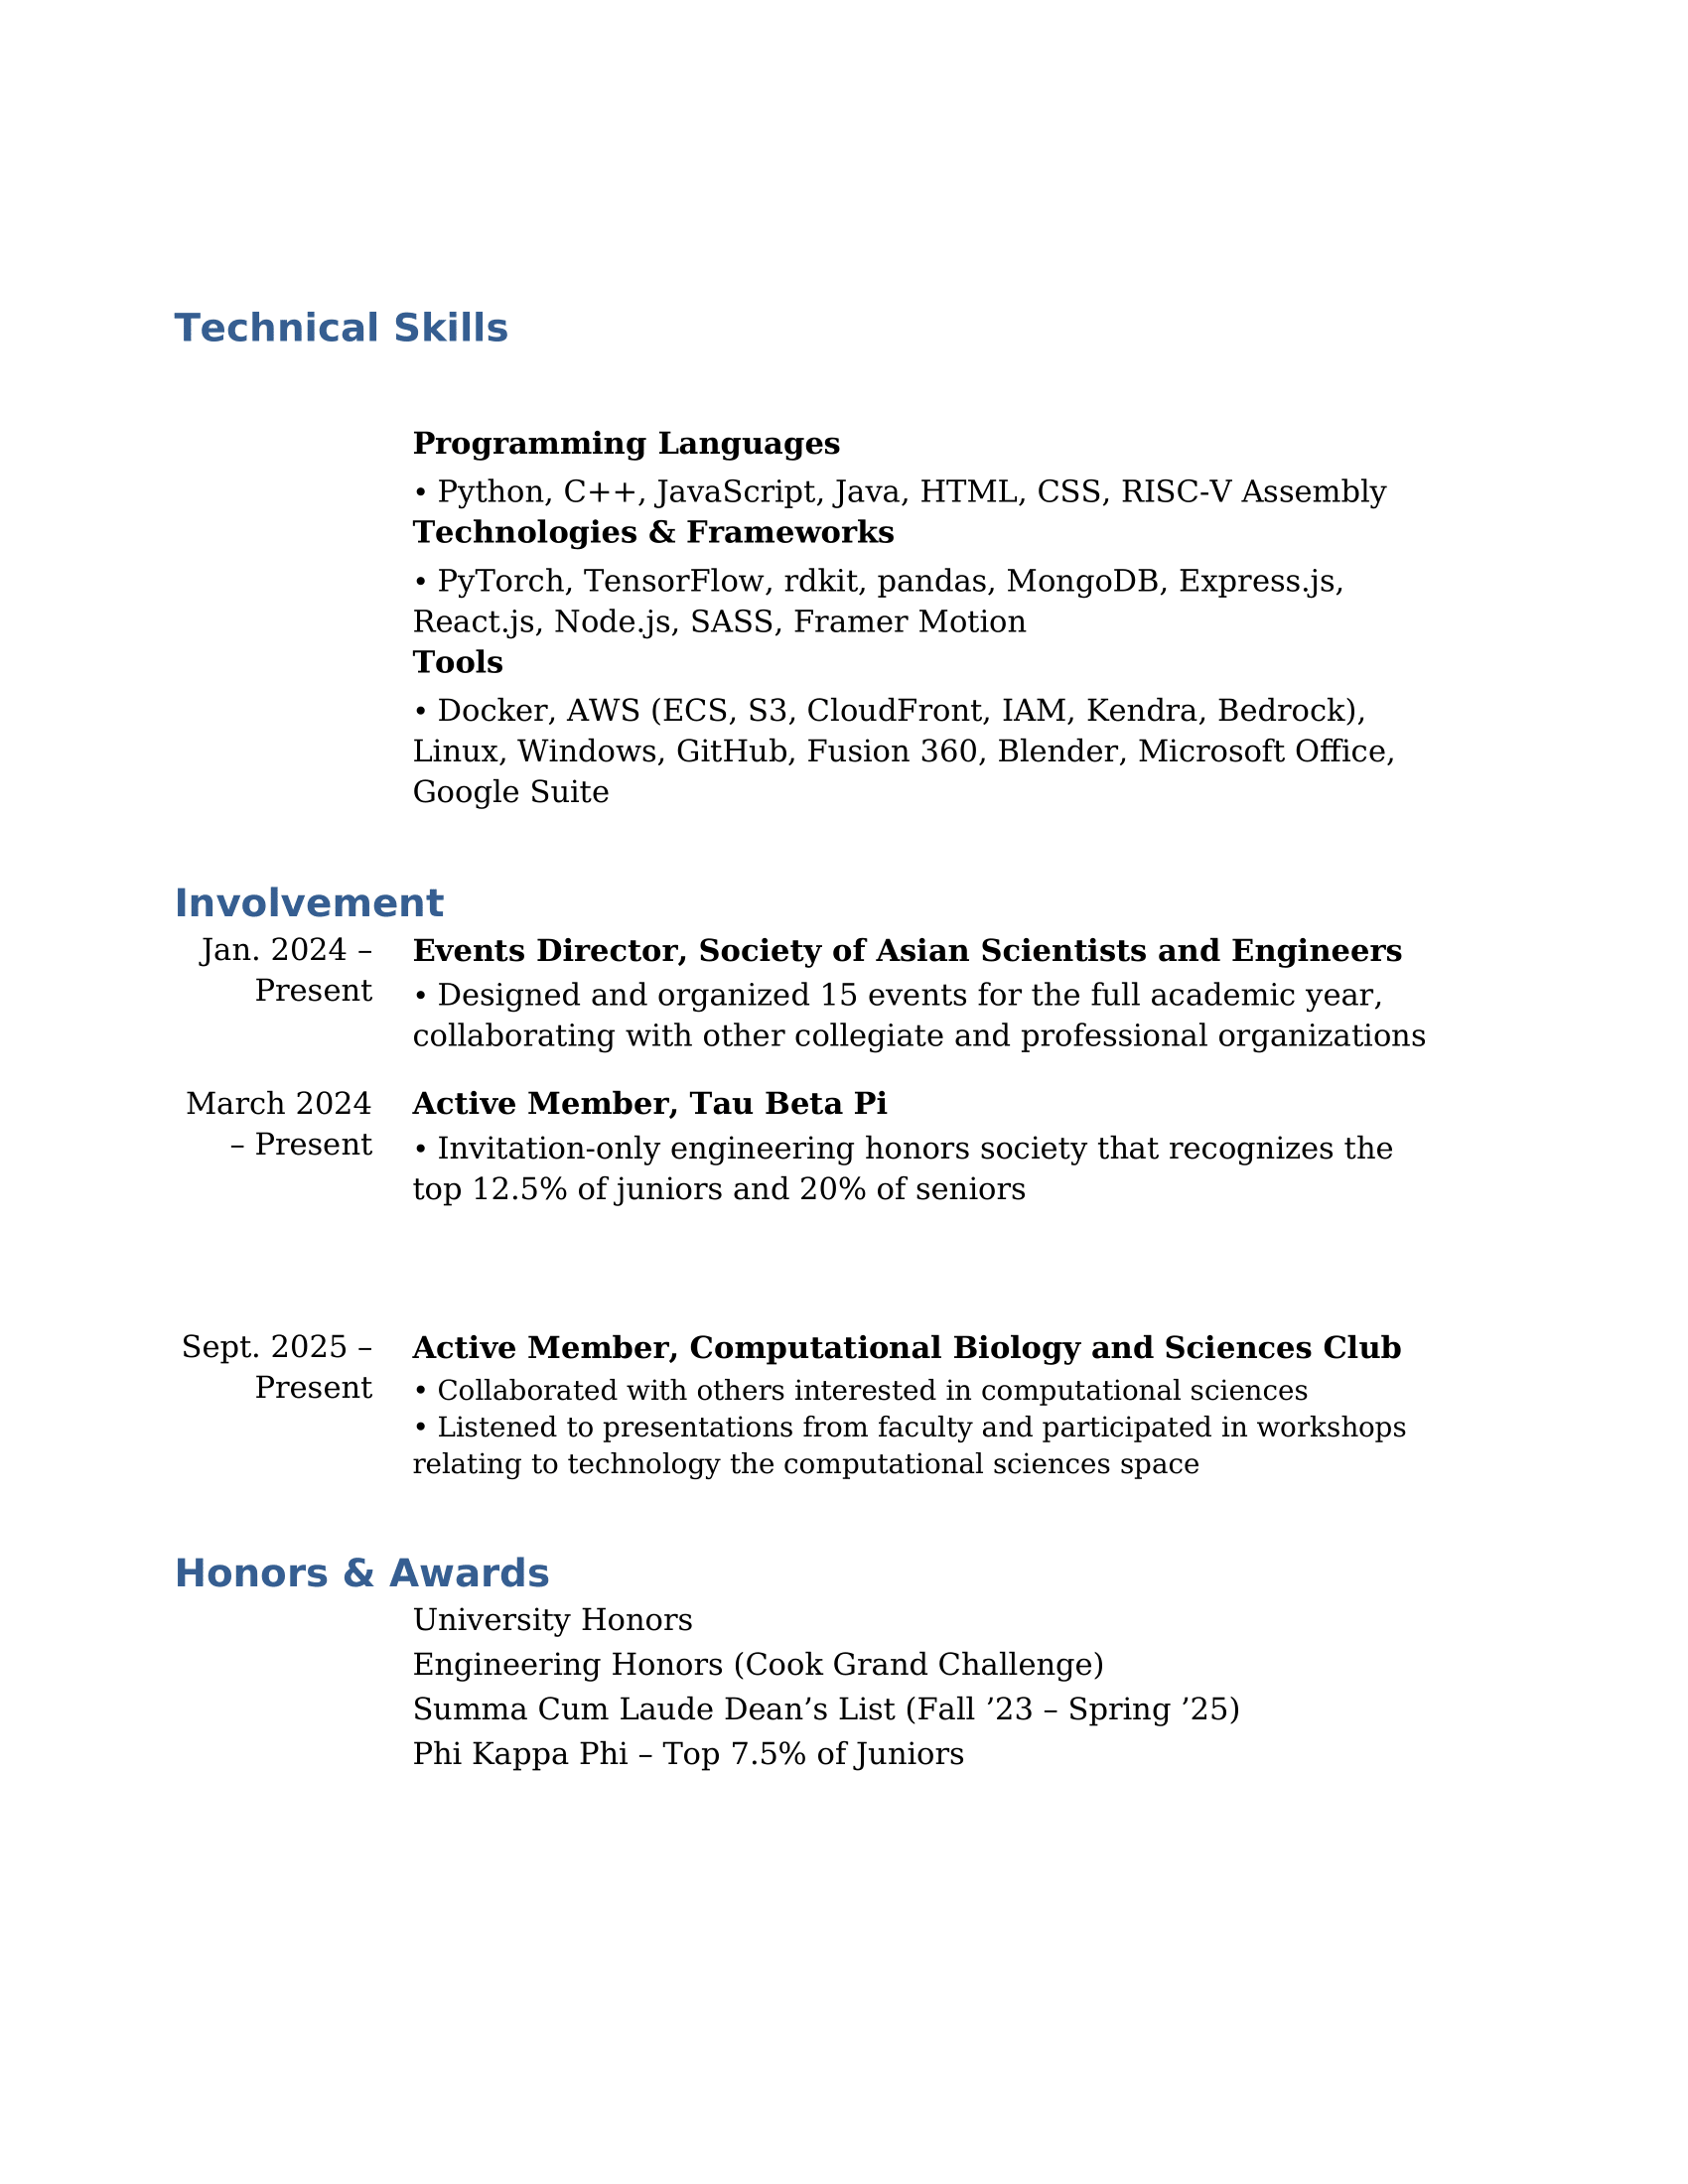 Technical Skills
Programming Languages
• Python, C++, JavaScript, Java, HTML, CSS, RISC-V Assembly
Technologies & Frameworks
• PyTorch, TensorFlow, rdkit, pandas, MongoDB, Express.js,
React.js, Node.js, SASS, Framer Motion
Tools
• Docker, AWS (ECS, S3, CloudFront, IAM, Kendra, Bedrock),
Linux, Windows, GitHub, Fusion 360, Blender, Microsoft Office,
Google Suite
Involvement
Jan. 2024 –
Present
Events Director, Society of Asian Scientists and Engineers
• Designed and organized 15 events for the full academic year,
collaborating with other collegiate and professional organizations
March 2024
– Present
Active Member, Tau Beta Pi
• Invitation-only engineering honors society that recognizes the
top 12.5% of juniors and 20% of seniors
Sept. 2025 –
Present
Active Member, Computational Biology and Sciences Club
• Collaborated with others interested in computational sciences
• Listened to presentations from faculty and participated in workshops
relating to technology the computational sciences space
Honors & Awards
University Honors
Engineering Honors (Cook Grand Challenge)
Summa Cum Laude Dean’s List (Fall ’23 – Spring ’25)
Phi Kappa Phi – Top 7.5% of Juniors